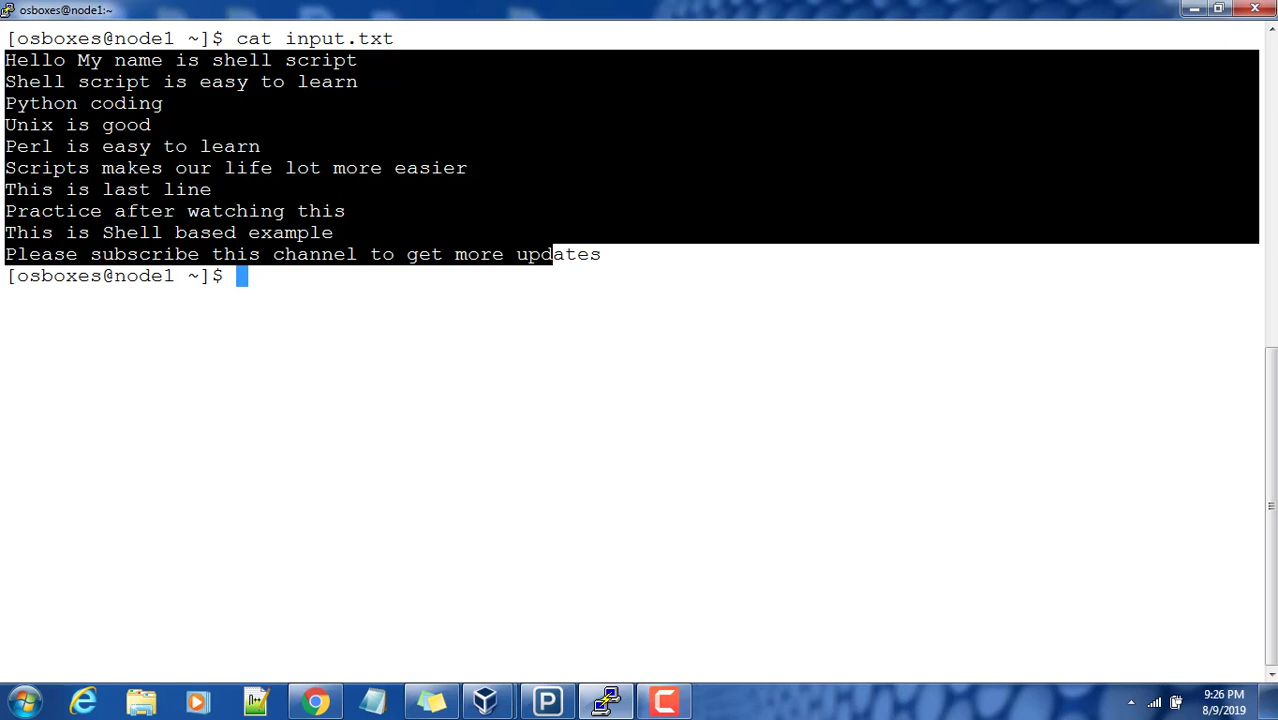 osboxes@node1:~
[osboxes@node1 ~]$ cat input.txt
Hello My name is shell script
Shell script is easy to learn
Python coding
Unix is good
Perl is easy to learn
Scripts makes our life lot more easier
This is last line
Practice after watching this
This is Shell based example
Please subscribe this channel to get more updates
[osboxes@node1 ~]$
9:26 PM
8/9/2019